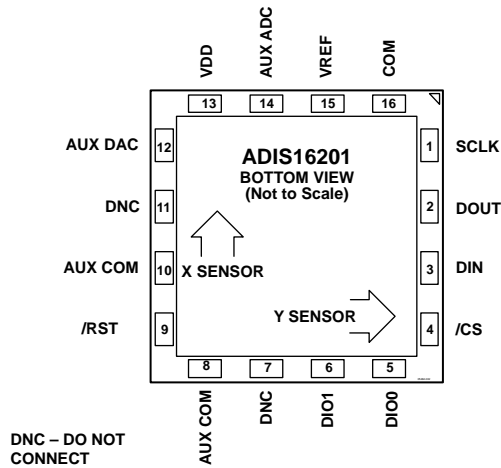 VDD
AUX ADC
VREF
COM
13
14
15
16
AUX DAC
12
ADIS16201
BOTTOM VIEW
(Not to Scale)
1
SCLK
DNC
11
2
DOUT
AUX COM
10
X SENSOR
3
DIN
/RST
9
Y SENSOR
4
/CS
8
7
6
5
AUX COM
DNC
DIO1
DIO0
DNC – DO NOT
CONNECT